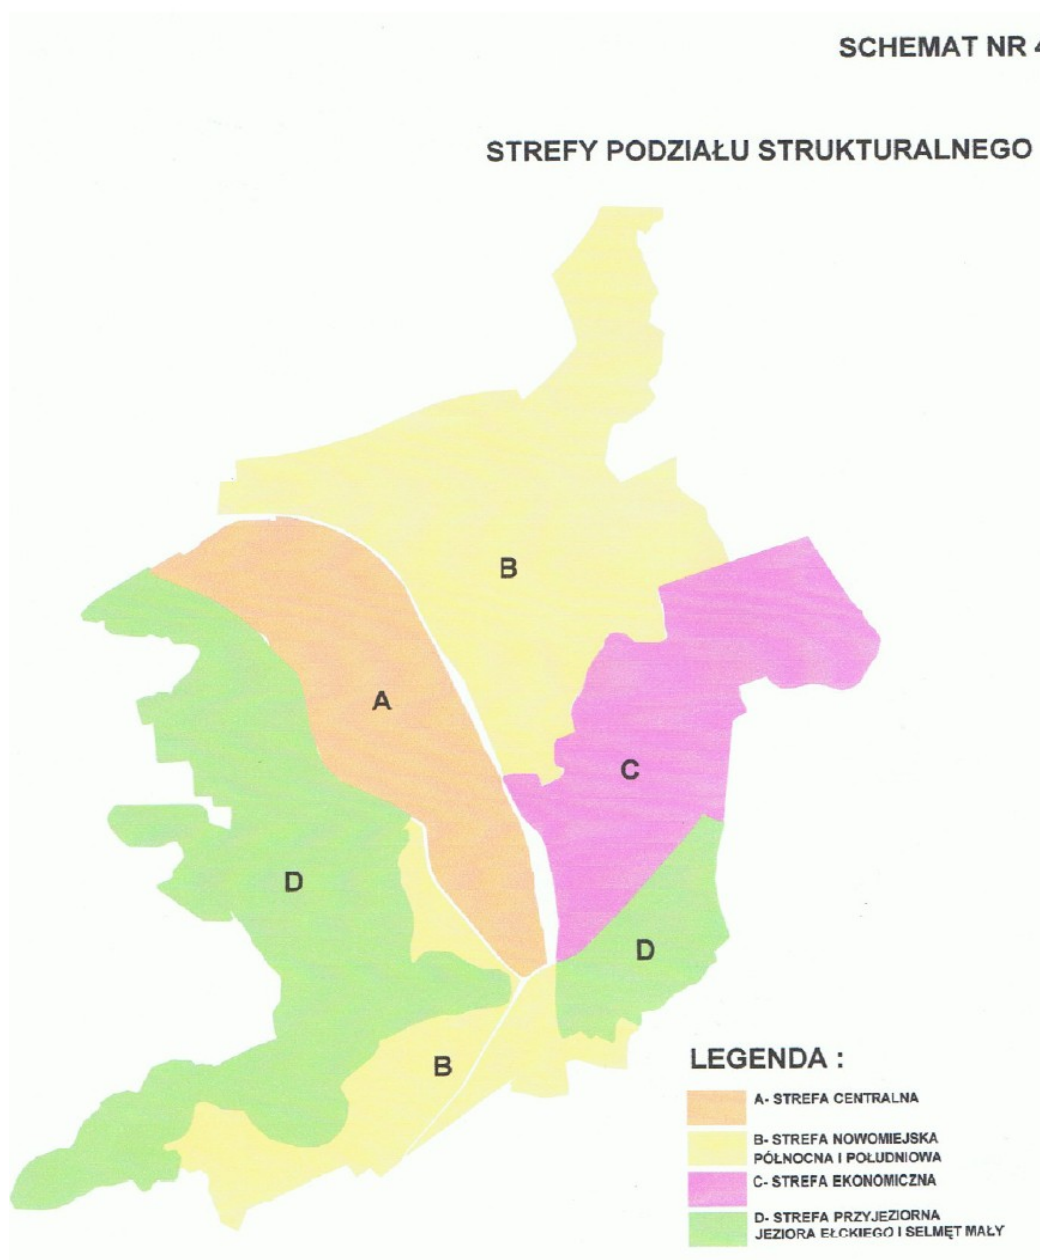 SCHEMAT NR 4
STREFY PODZIAŁU STRUKTURALNEGO
B
A
C
D
D
B
LEGENDA :
A- STREFA CENTRALNA
B- STREFA NOWOMIEJSKA
PÓŁNOCNA I POŁUDNIOWA
C- STREFA EKONOMICZNA
D- STREFA PRZYJEZIORNA
JEZIORA EŁCKIEGO I SELMĘT MAŁY